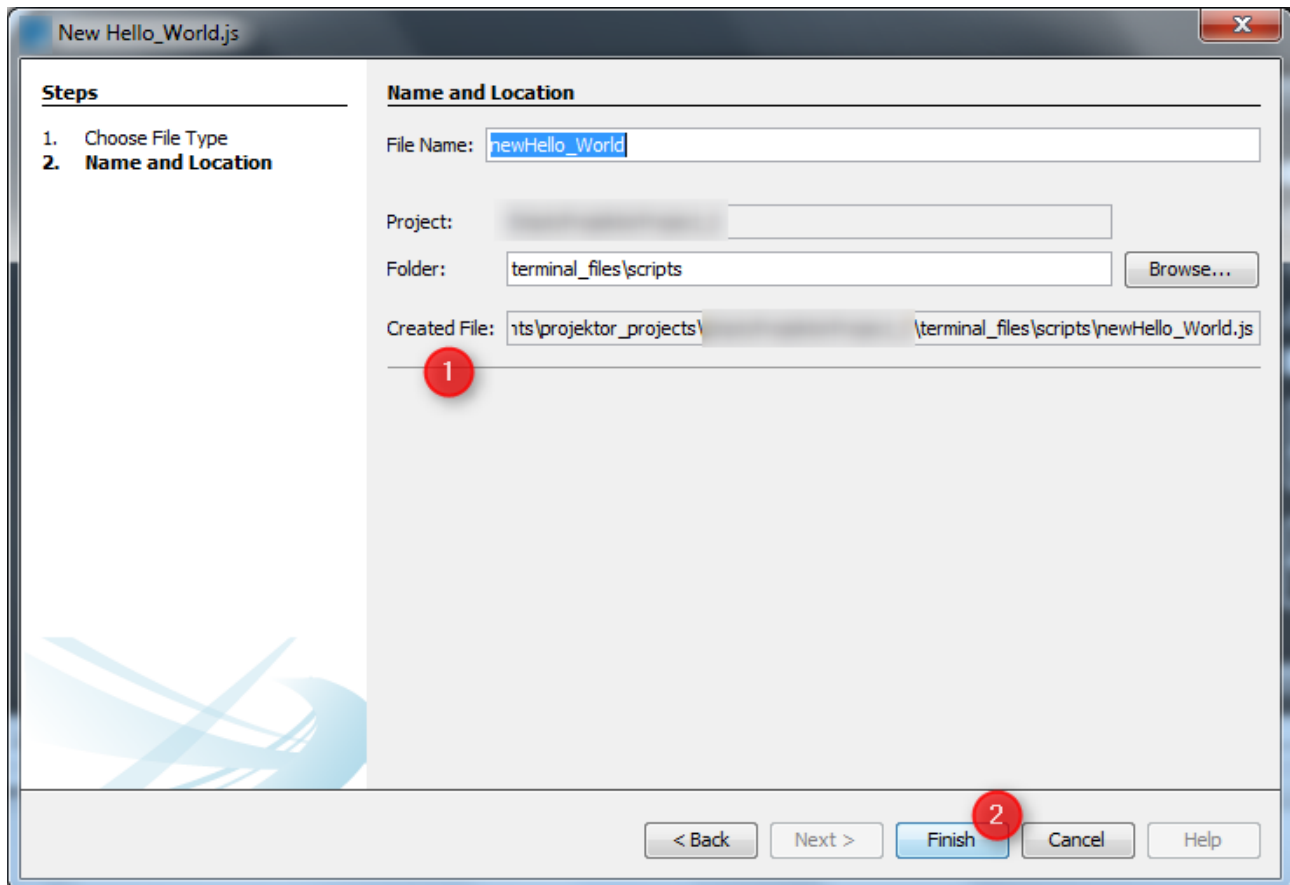 New Hello_World.js
X
Steps
1. Choose File Type
2. Name and Location
Name and Location
File Name: newHello_World
Project:
Folder: terminal_files\scripts Browse...
Created File: nts\projektor_projects\ \terminal_files\scripts\newHello_World.js
1
2
< Back Next > Finish Cancel Help